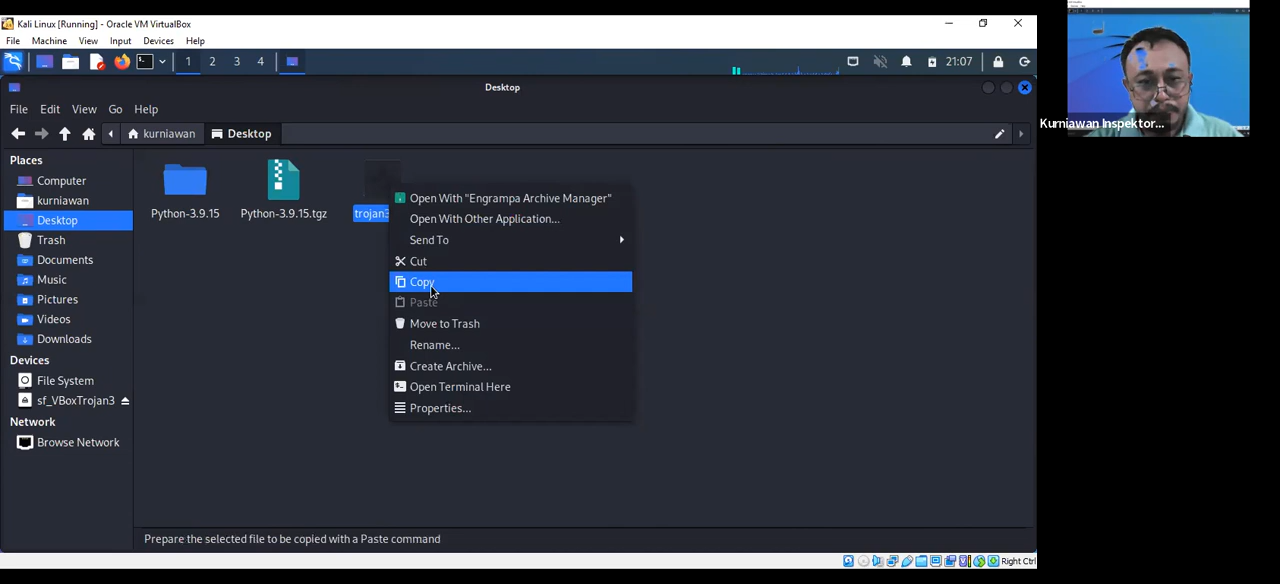 Kali Linux [Running] - Oracle VM VirtualBox
File Machine View Input Devices Help
1 2 3 4 21:07
Desktop
File Edit View Go Help
kurniawan Desktop
Places
Computer
kurniawan
Desktop
Trash
Documents
Music
Pictures
Videos
Downloads
Devices
File System
sf_VBoxTrojan3
Network
Browse Network
Python-3.9.15 Python-3.9.15.tgz trojan3
Open With "Engrampa Archive Manager"
Open With Other Application...
Send To
Cut
Copy
Paste
Move to Trash
Rename...
Create Archive...
Open Terminal Here
Properties...
Prepare the selected file to be copied with a Paste command
Right Ctrl
Kurniawan Inspektor...